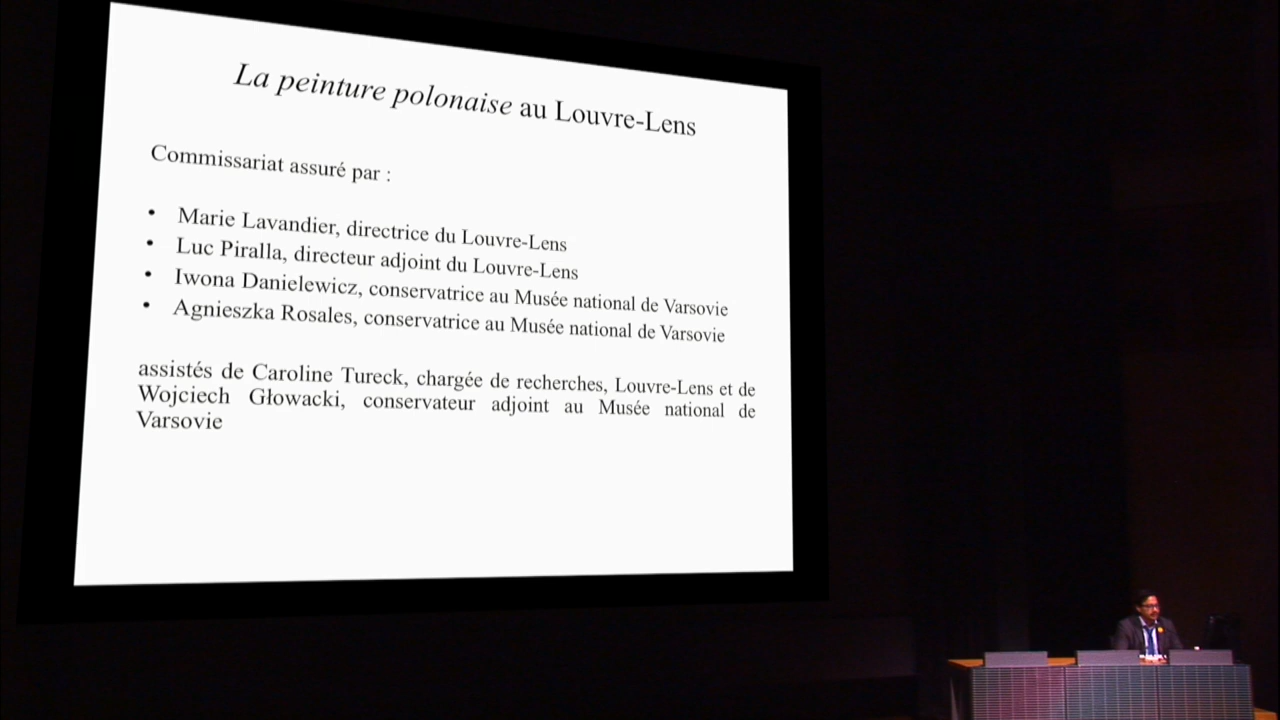 La peinture polonaise au Louvre-Lens
Commissariat assuré par :
• Marie Lavandier, directrice du Louvre-Lens
• Luc Piralla, directeur adjoint du Louvre-Lens
• Iwona Danielewicz, conservatrice au Musée national de Varsovie
• Agnieszka Rosales, conservatrice au Musée national de Varsovie
assistés de Caroline Tureck, chargée de recherches, Louvre-Lens et de
Wojciech Głowacki, conservateur adjoint au Musée national de
Varsovie